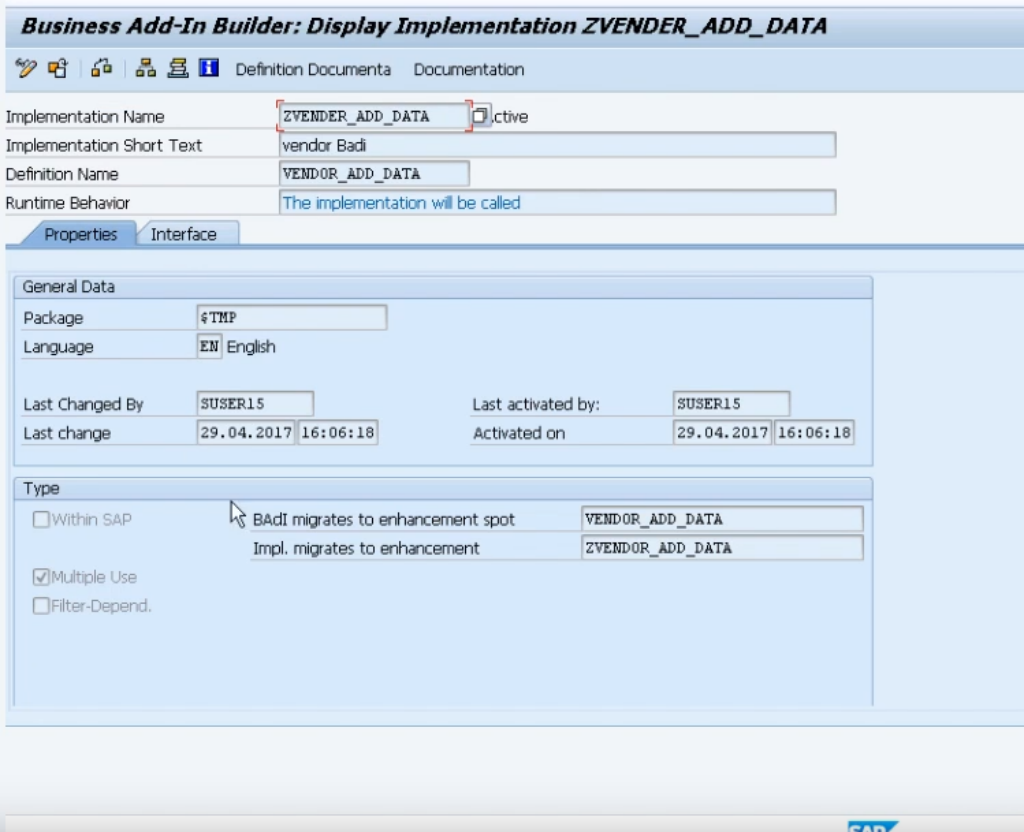 Business Add-In Builder: Display Implementation ZVENDER_ADD_DATA
Definition Documenta Documentation
Implementation Name ZVENDER_ADD_DATA ctive
Implementation Short Text vendor Badi
Definition Name VENDOR_ADD_DATA
Runtime Behavior The implementation will be called
Properties Interface
General Data
Package $TMP
Language EN English
Last Changed By SUSER15 Last activated by: SUSER15
Last change 29.04.2017 16:06:18 Activated on 29.04.2017 16:06:18
Type
Within SAP BAdI migrates to enhancement spot VENDOR_ADD_DATA
Impl. migrates to enhancement ZVENDOR_ADD_DATA
Multiple Use
Filter-Depend.
SAP